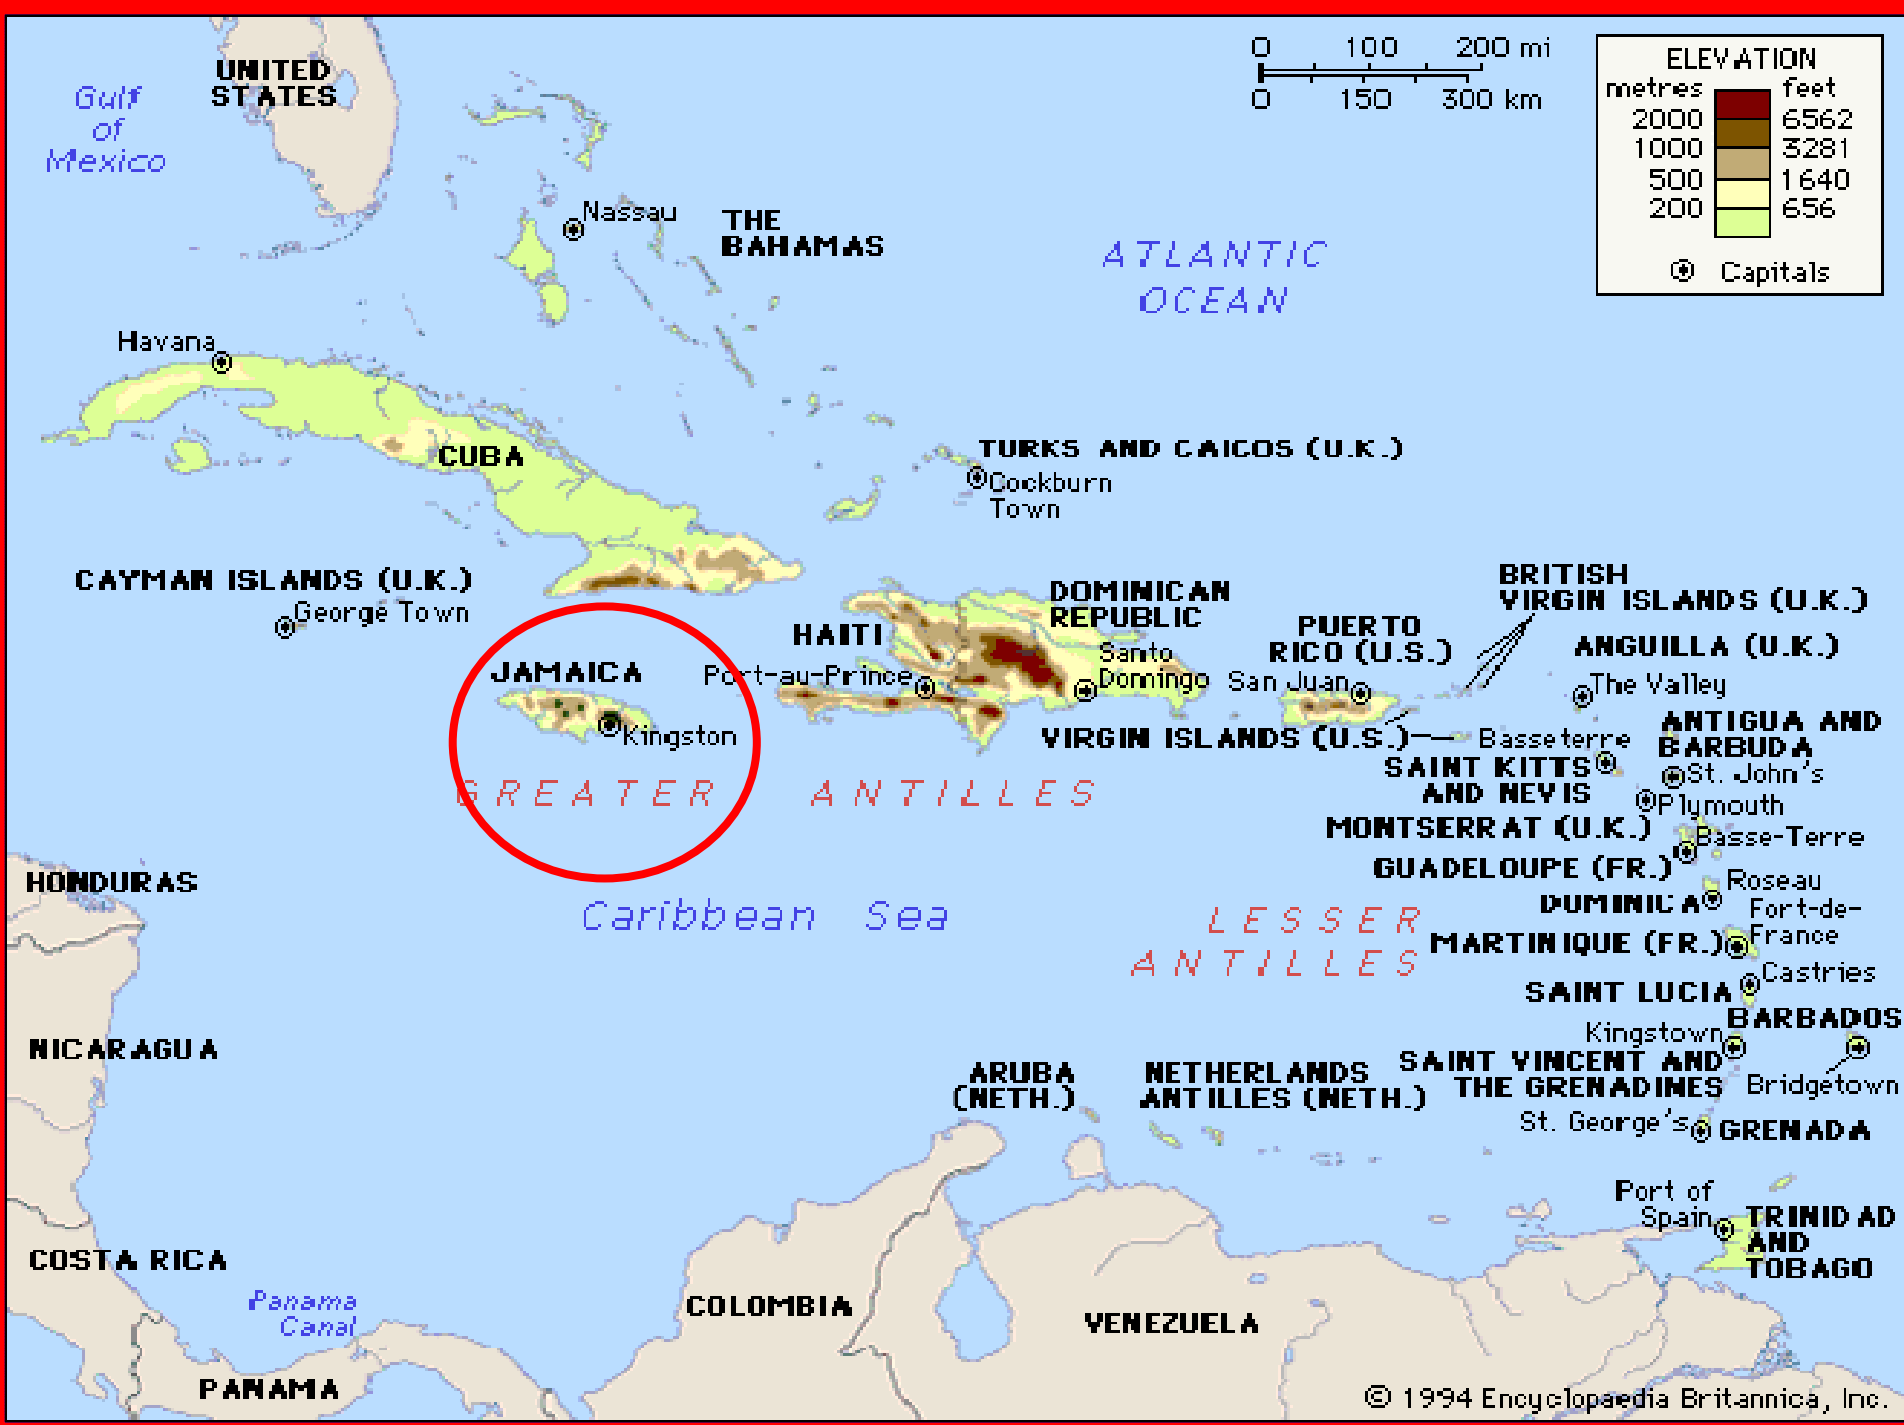 UNITED
STATES
Gulf
of
Mexico
0 100 200 mi
0 150 300 km
ELEVATION
metres feet
2000 6562
1000 3281
500 1640
200 656
Capitals
Nassau
THE
BAHAMAS
ATLANTIC
OCEAN
Havana
CUBA
TURKS AND CAICOS (U.K.)
Cockburn
Town
CAYMAN ISLANDS (U.K.)
George Town
JAMAICA
Kingston
HAITI
Port-au-Prince
DOMINICAN
REPUBLIC
Santo
Domingo
PUERTO
RICO (U.S.)
San Juan
BRITISH
VIRGIN ISLANDS (U.K.)
ANGUILLA (U.K.)
The Valley
VIRGIN ISLANDS (U.S.)
Basseterre
SAINT KITTS
AND NEVIS
ANTIGUA AND
BARBUDA
St. John's
Plymouth
MONTSERRAT (U.K.)
Basse-Terre
GUADELOUPE (FR.)
Roseau
DOMINICA
Fort-de-
France
MARTINIQUE (FR.)
Castries
SAINT LUCIA
BARBADOS
Kingstown
SAINT VINCENT AND
THE GRENADINES
Bridgetown
St. George's
GRENADA
GREATER ANTILLES
Caribbean Sea
LESSER
ANTILLES
ARUBA
(NETH.)
NETHERLANDS
ANTILLES (NETH.)
Port of
Spain
TRINIDAD
AND
TOBAGO
HONDURAS
NICARAGUA
COSTA RICA
Panama
Canal
PANAMA
COLOMBIA
VENEZUELA
© 1994 Encyclopaedia Britannica, Inc.